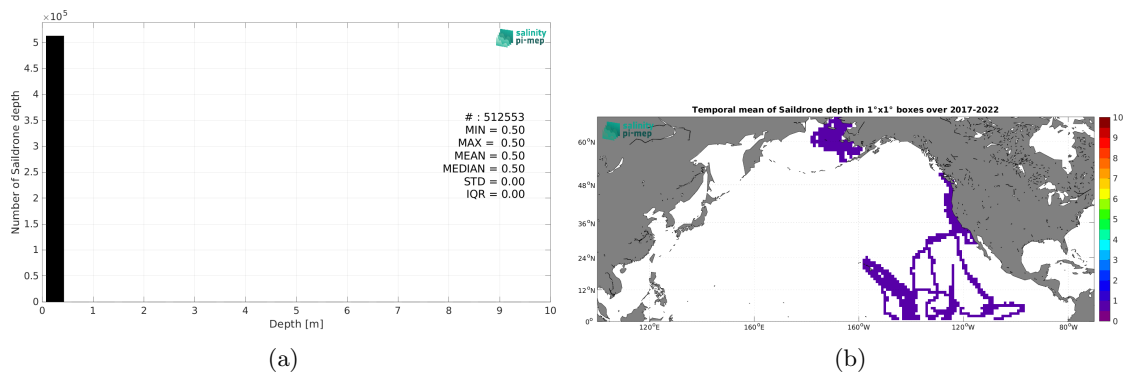 ×10⁵
5
4.5
4
3.5
3
2.5
2
1.5
1
0.5
0
Number of Saildrone depth
salinity
pi-mep
# : 512553
MIN = 0.50
MAX = 0.50
MEAN = 0.50
MEDIAN = 0.50
STD = 0.00
IQR = 0.00
0 1 2 3 4 5 6 7 8 9 10
Depth [m]
(a)
Temporal mean of Saildrone depth in 1°x1° boxes over 2017-2022
salinity
pi-mep
60°N
48°N
36°N
24°N
12°N
0°
120°E 160°E 160°W 120°W 80°W
10
9
8
7
6
5
4
3
2
1
0
(b)